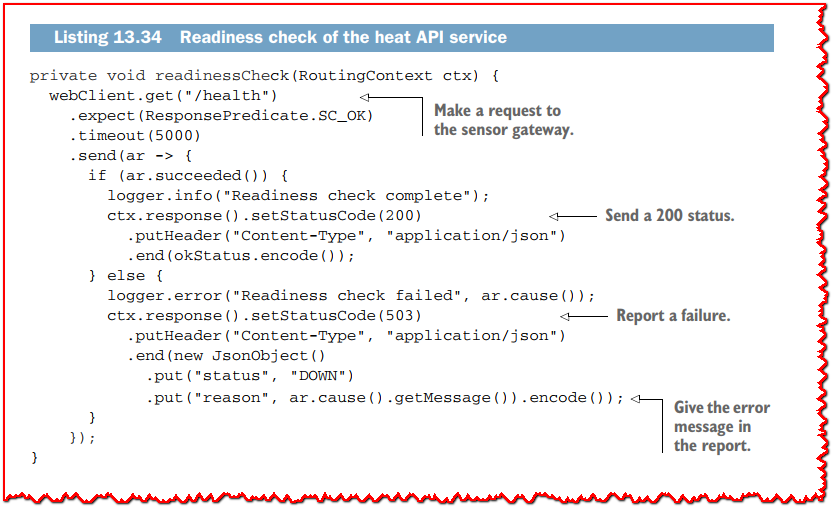 Listing 13.34 Readiness check of the heat API service
private void readinessCheck(RoutingContext ctx) {
  webClient.get("/health")
    .expect(ResponsePredicate.SC_OK)
Make a request to
the sensor gateway.
    .timeout(5000)
    .send(ar -> {
      if (ar.succeeded()) {
        logger.info("Readiness check complete");
        ctx.response().setStatusCode(200)
Send a 200 status.
          .putHeader("Content-Type", "application/json")
          .end(okStatus.encode());
      } else {
        logger.error("Readiness check failed", ar.cause());
        ctx.response().setStatusCode(503)
Report a failure.
          .putHeader("Content-Type", "application/json")
          .end(new JsonObject()
            .put("status", "DOWN")
            .put("reason", ar.cause().getMessage()).encode());
Give the error
message in
the report.
      }
    });
}